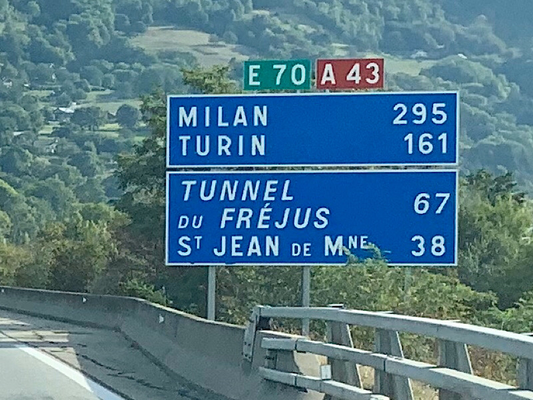 E 70 A 43
MILAN 295
TURIN 161
TUNNEL
DU FRÉJUS 67
ST JEAN DE MNE 38